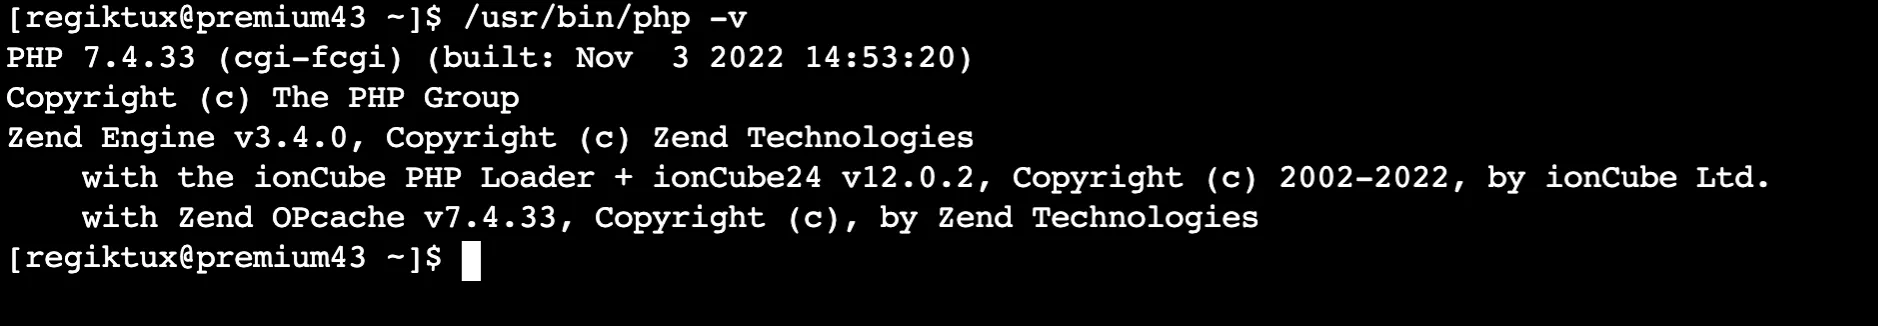 [regiktux@premium43 ~]$ /usr/bin/php -v
PHP 7.4.33 (cgi-fcgi) (built: Nov  3 2022 14:53:20)
Copyright (c) The PHP Group
Zend Engine v3.4.0, Copyright (c) Zend Technologies
    with the ionCube PHP Loader + ionCube24 v12.0.2, Copyright (c) 2002-2022, by ionCube Ltd.
    with Zend OPcache v7.4.33, Copyright (c), by Zend Technologies
[regiktux@premium43 ~]$